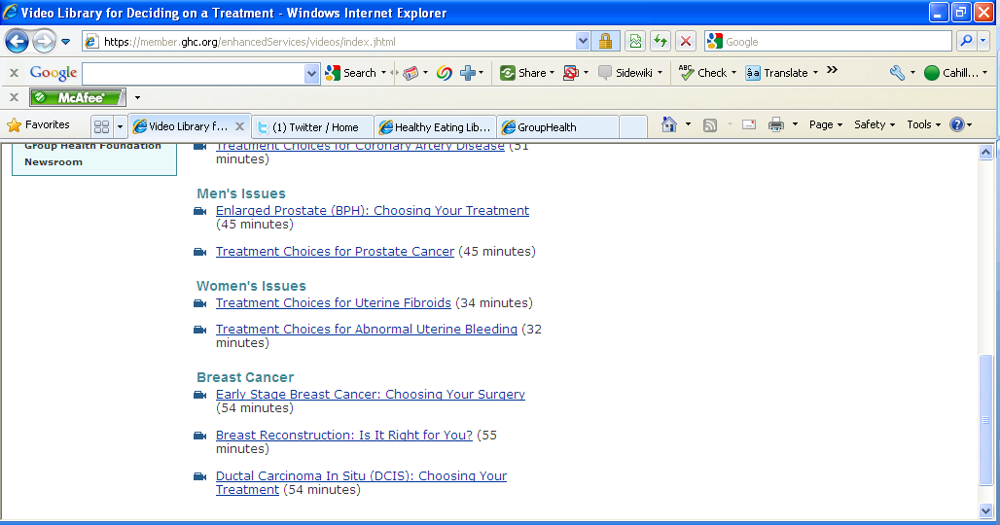 Video Library for Deciding on a Treatment - Windows Internet Explorer
https://member.ghc.org/enhancedServices/videos/index.jhtml
Google
x Google Search Share Sidewiki ABC Check âa Translate » Cahill...
x McAfee
Favorites Video Library f... x (1) Twitter / Home Healthy Eating Lib... GroupHealth Page Safety Tools
Group Health Foundation
Newsroom
Treatment Choices for Coronary Artery Disease (51
minutes)
Men's Issues
Enlarged Prostate (BPH): Choosing Your Treatment
(45 minutes)
Treatment Choices for Prostate Cancer (45 minutes)
Women's Issues
Treatment Choices for Uterine Fibroids (34 minutes)
Treatment Choices for Abnormal Uterine Bleeding (32
minutes)
Breast Cancer
Early Stage Breast Cancer: Choosing Your Surgery
(54 minutes)
Breast Reconstruction: Is It Right for You? (55
minutes)
Ductal Carcinoma In Situ (DCIS): Choosing Your
Treatment (54 minutes)